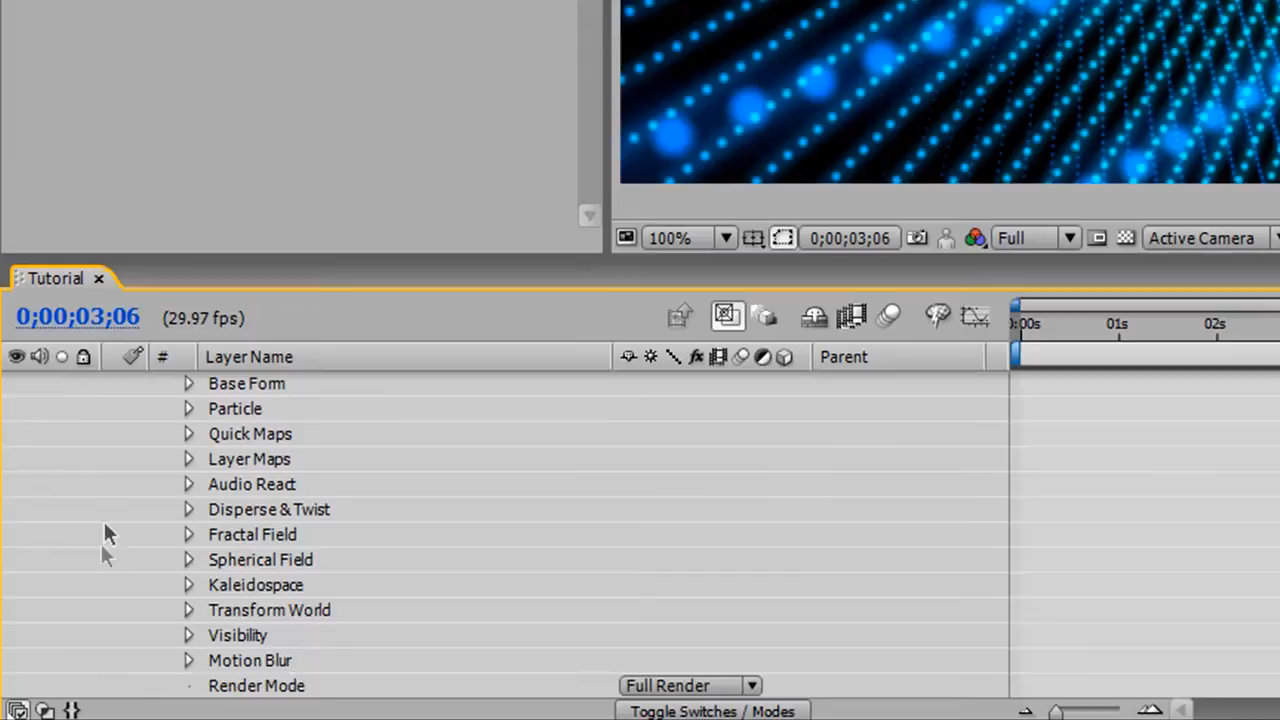 100%
0;00;03;06
Full
Active Camera
Tutorial
0;00;03;06 (29.97 fps)
:00s 01s 02s
# Layer Name fx Parent
Base Form
Particle
Quick Maps
Layer Maps
Audio React
Disperse & Twist
Fractal Field
Spherical Field
Kaleidospace
Transform World
Visibility
Motion Blur
Render Mode Full Render
Toggle Switches / Modes